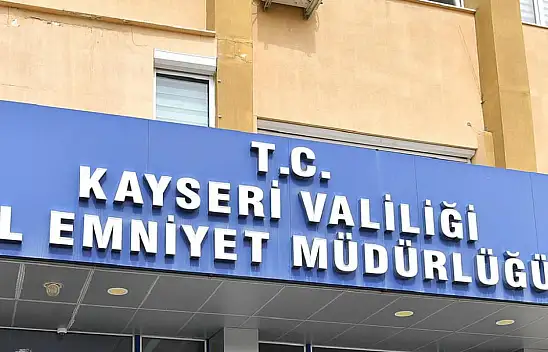 T.C.
KAYSERİ VALİLİĞİ
L EMNİYET MÜDÜRLÜĞÜ